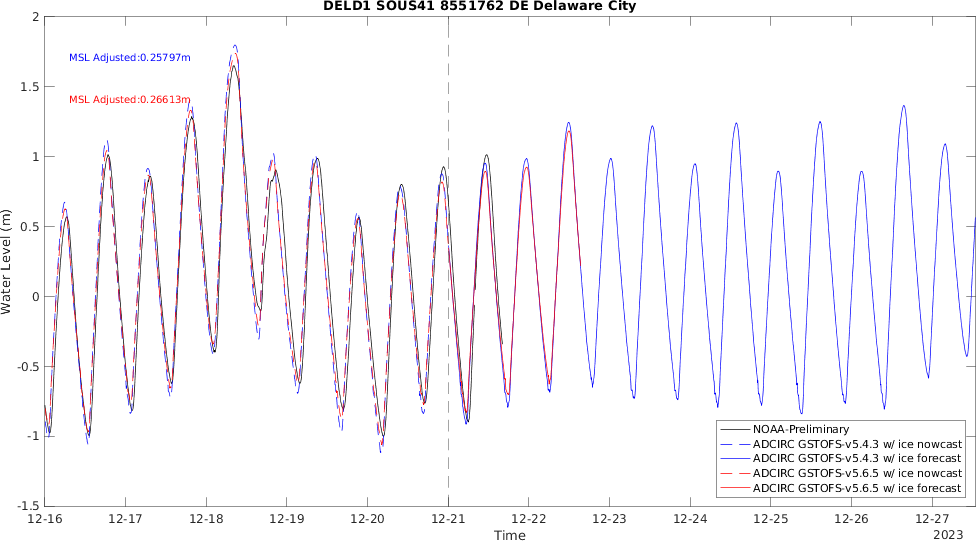 DELD1 SOUS41 8551762 DE Delaware City
2
1.5
1
0.5
0
-0.5
-1
-1.5
Water Level (m)
MSL Adjusted:0.25797m
MSL Adjusted:0.26613m
NOAA-Preliminary
ADCIRC GSTOFS-v5.4.3 w/ ice nowcast
ADCIRC GSTOFS-v5.4.3 w/ ice forecast
ADCIRC GSTOFS-v5.6.5 w/ ice nowcast
ADCIRC GSTOFS-v5.6.5 w/ ice forecast
12-16 12-17 12-18 12-19 12-20 12-21 12-22 12-23 12-24 12-25 12-26 12-27
Time
2023